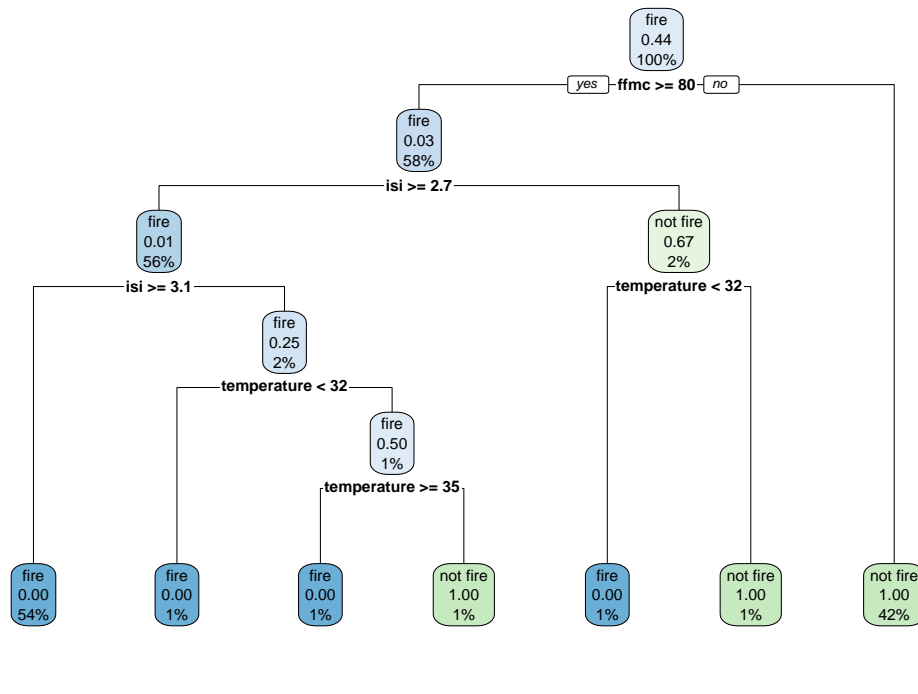 fire
0.44
100%
yes ffmc >= 80 no
fire
0.03
58%
isi >= 2.7
fire
0.01
56%
not fire
0.67
2%
isi >= 3.1
temperature < 32
fire
0.25
2%
temperature < 32
fire
0.50
1%
temperature >= 35
fire
0.00
54%
fire
0.00
1%
fire
0.00
1%
not fire
1.00
1%
fire
0.00
1%
not fire
1.00
1%
not fire
1.00
42%